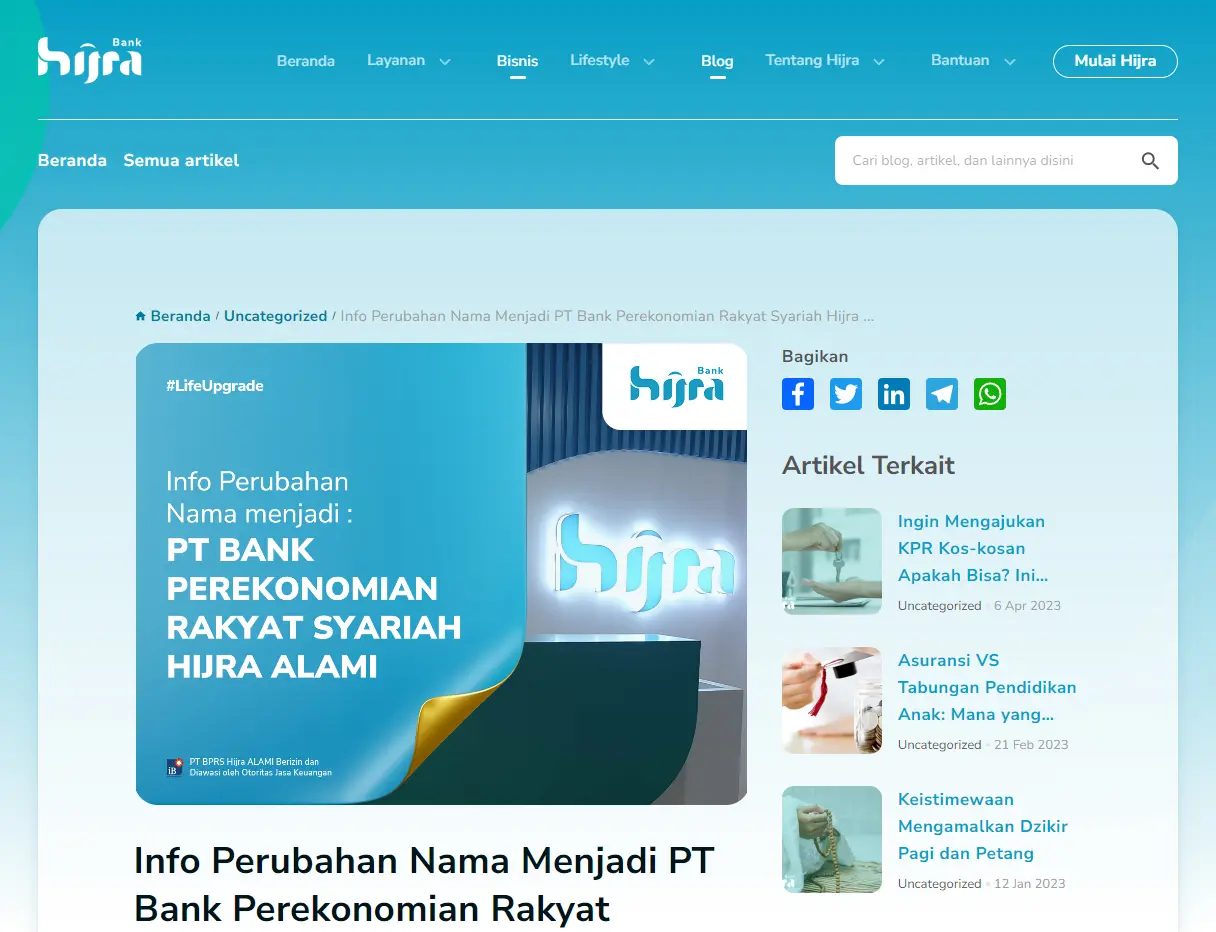 Bank
hijra
Beranda
Layanan
Bisnis
Lifestyle
Blog
Tentang Hijra
Bantuan
Mulai Hijra
Beranda
Semua artikel
Cari blog, artikel, dan lainnya disini
Beranda / Uncategorized / Info Perubahan Nama Menjadi PT Bank Perekonomian Rakyat Syariah Hijra ...
#LifeUpgrade
Bank
hijra
Info Perubahan
Nama menjadi :
PT BANK
PEREKONOMIAN
RAKYAT SYARIAH
HIJRA ALAMI
hijra
iB
PT BPRS Hijra ALAMI Berizin dan
Diawasi oleh Otoritas Jasa Keuangan
Info Perubahan Nama Menjadi PT
Bank Perekonomian Rakyat
Bagikan
Artikel Terkait
Ingin Mengajukan
KPR Kos-kosan
Apakah Bisa? Ini...
Uncategorized • 6 Apr 2023
Asuransi VS
Tabungan Pendidikan
Anak: Mana yang...
Uncategorized • 21 Feb 2023
Keistimewaan
Mengamalkan Dzikir
Pagi dan Petang
Uncategorized • 12 Jan 2023